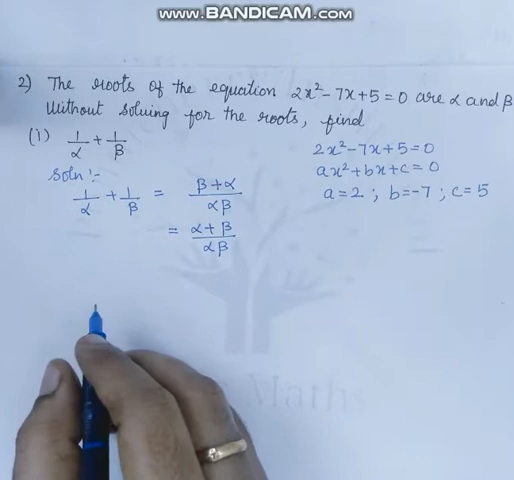 www.BANDICAM.com
2) The roots of the equation 2x² - 7x + 5 = 0 are α and β
Without solving for the roots, find
(i) 1/α + 1/β
Soln :-
1/α + 1/β = β + α / αβ
= α + β / αβ
2x² - 7x + 5 = 0
ax² + bx + c = 0
a = 2 ; b = -7 ; c = 5
Maths